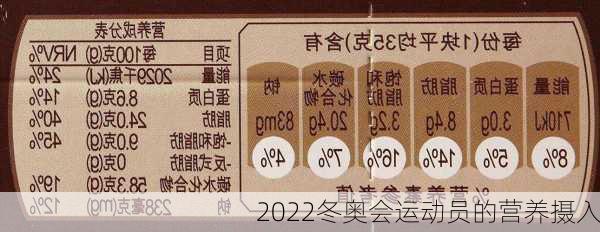 每份(1块平均35克)含有
能量 蛋白质 脂肪 饱和脂肪 碳水化合物 钠
710kJ 3.0g 8.4g 3.2g 20.4g 83mg
8% 5% 14% 16% 7% 4%
%营养素参考值
营养成分表
项目 每100克(g) NRV%
能量 2029千焦(kJ) 24%
蛋白质 8.6克(g) 14%
脂肪 24.0克(g) 40%
-饱和脂肪 9.0克(g) 45%
-反式脂肪 0克(g)
碳水化合物 58.3克(g) 19%
钠 238毫克(mg) 12%
2022冬奥会运动员的营养摄入